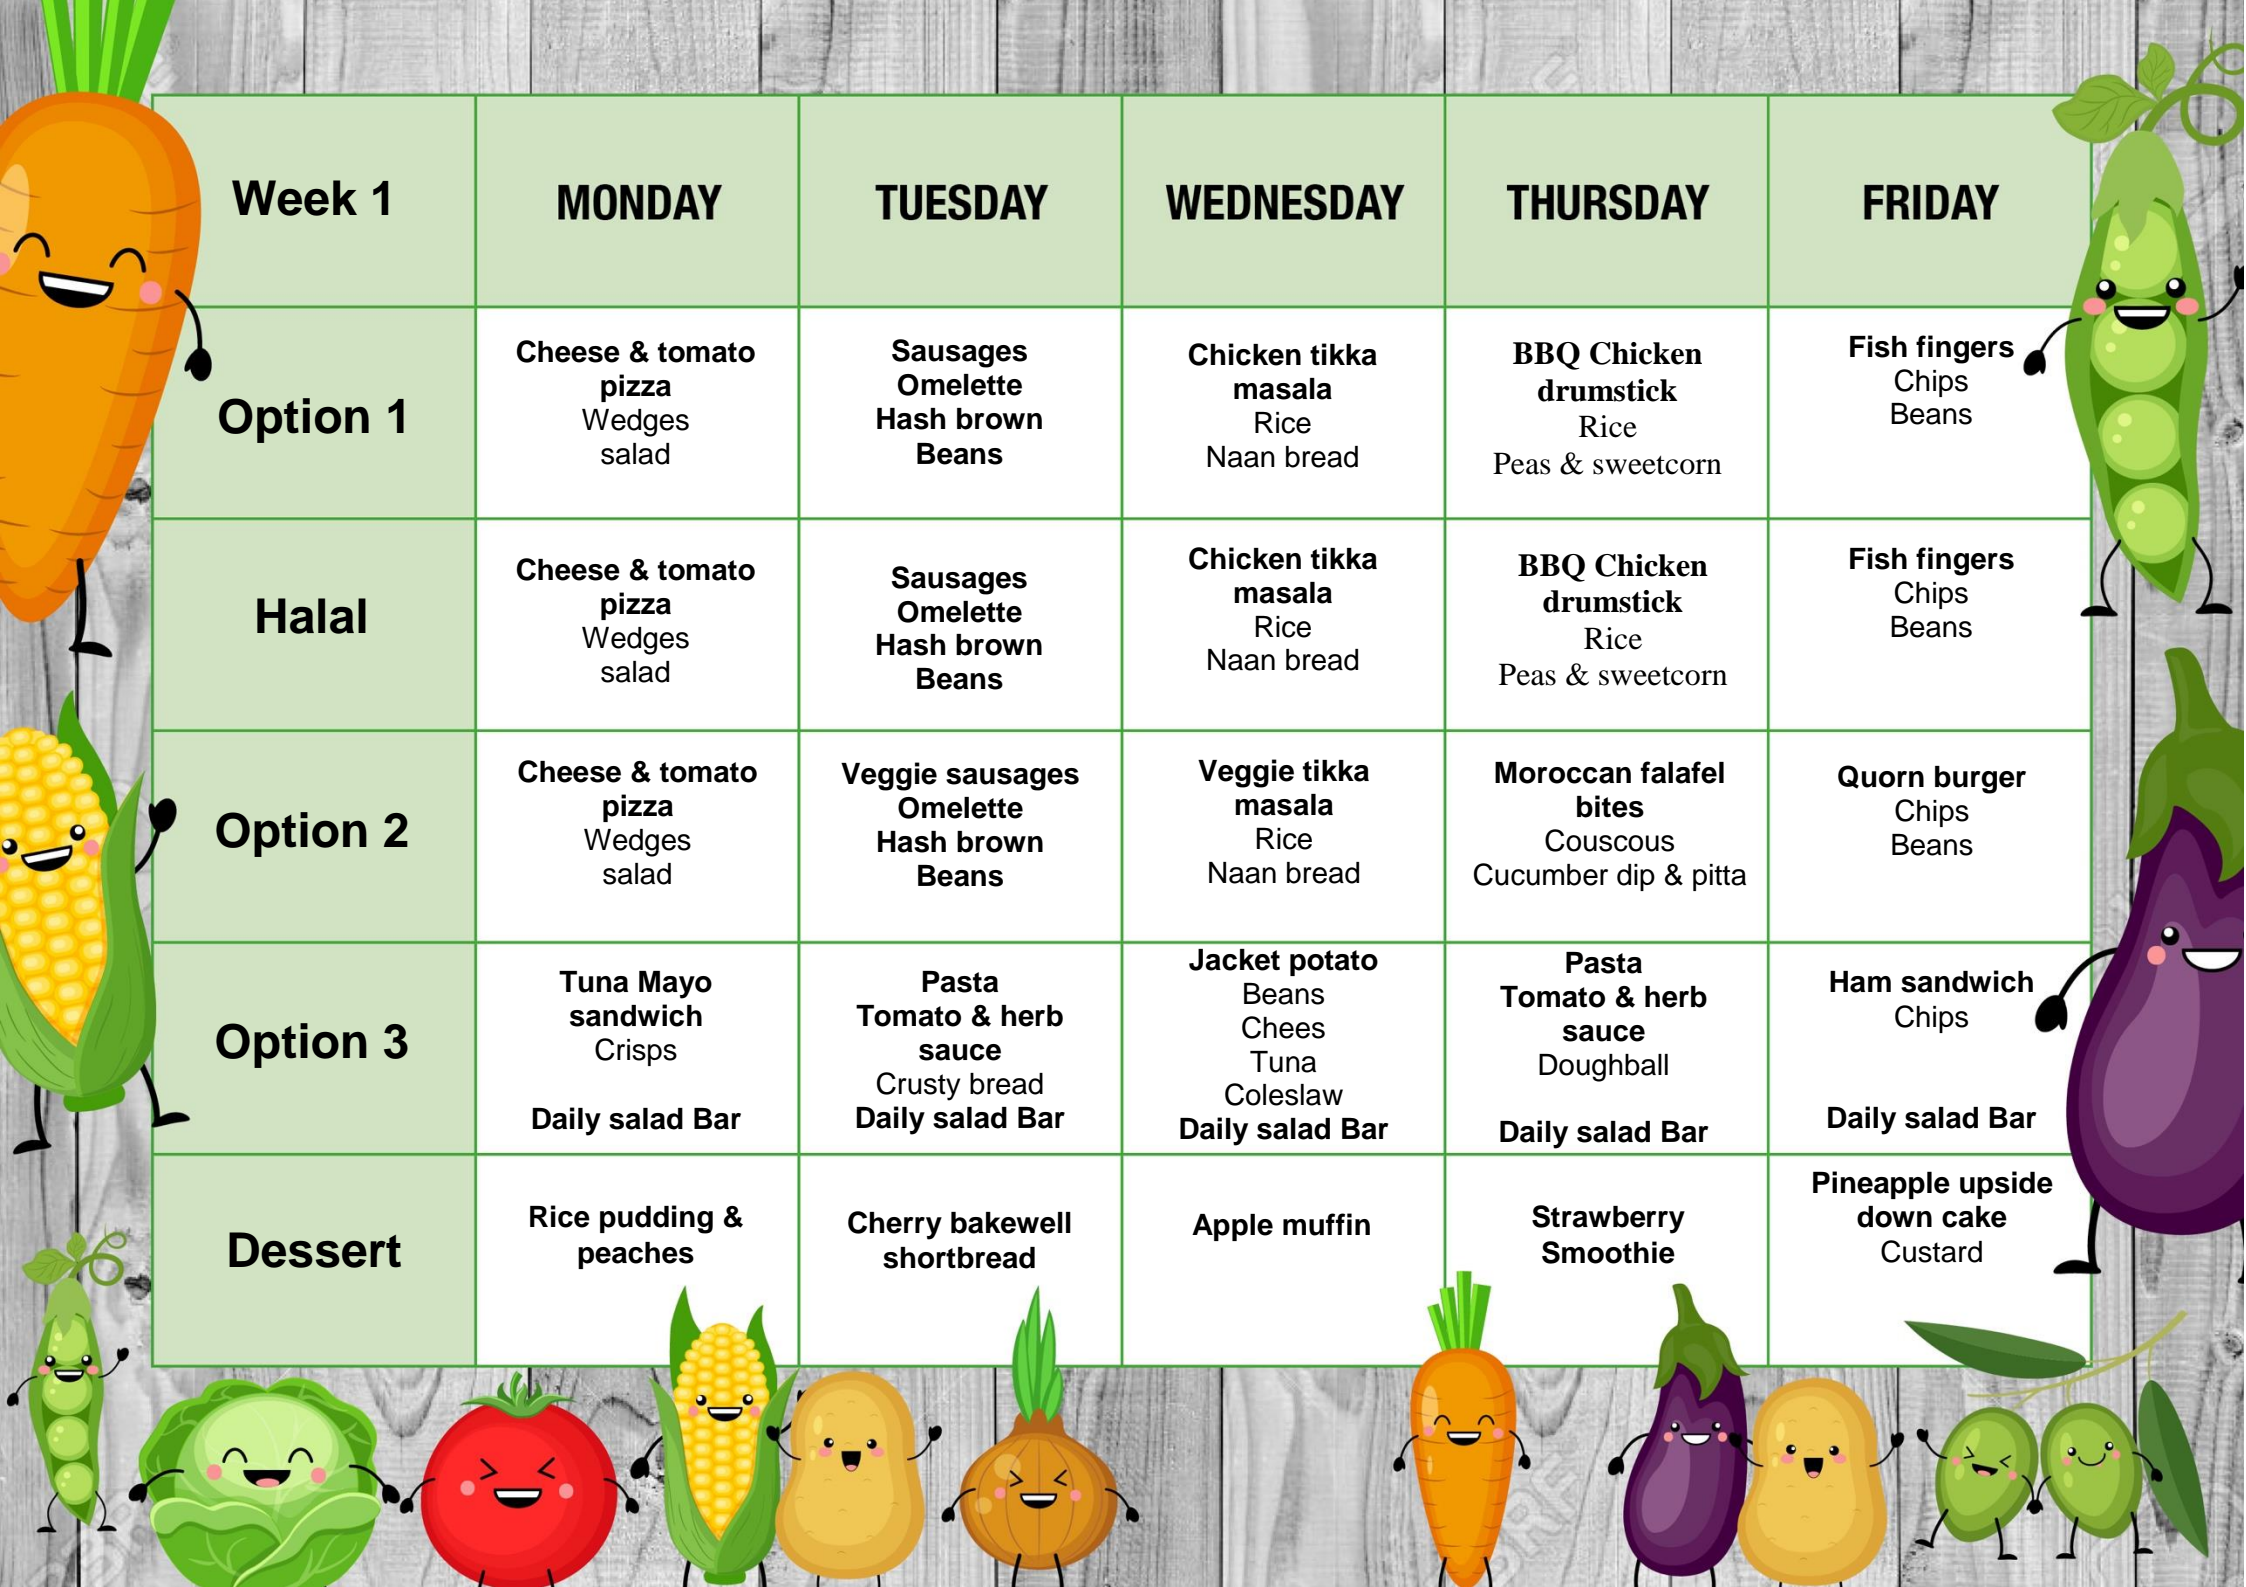 Week 1
MONDAY
TUESDAY
WEDNESDAY
THURSDAY
FRIDAY
Option 1
Cheese & tomato
pizza
Wedges
salad
Sausages
Omelette
Hash brown
Beans
Chicken tikka
masala
Rice
Naan bread
BBQ Chicken
drumstick
Rice
Peas & sweetcorn
Fish fingers
Chips
Beans
Halal
Cheese & tomato
pizza
Wedges
salad
Sausages
Omelette
Hash brown
Beans
Chicken tikka
masala
Rice
Naan bread
BBQ Chicken
drumstick
Rice
Peas & sweetcorn
Fish fingers
Chips
Beans
Option 2
Cheese & tomato
pizza
Wedges
salad
Veggie sausages
Omelette
Hash brown
Beans
Veggie tikka
masala
Rice
Naan bread
Moroccan falafel
bites
Couscous
Cucumber dip & pitta
Quorn burger
Chips
Beans
Option 3
Tuna Mayo
sandwich
Crisps
Daily salad Bar
Pasta
Tomato & herb
sauce
Crusty bread
Daily salad Bar
Jacket potato
Beans
Chees
Tuna
Coleslaw
Daily salad Bar
Pasta
Tomato & herb
sauce
Doughball
Daily salad Bar
Ham sandwich
Chips
Daily salad Bar
Dessert
Rice pudding &
peaches
Cherry bakewell
shortbread
Apple muffin
Strawberry
Smoothie
Pineapple upside
down cake
Custard